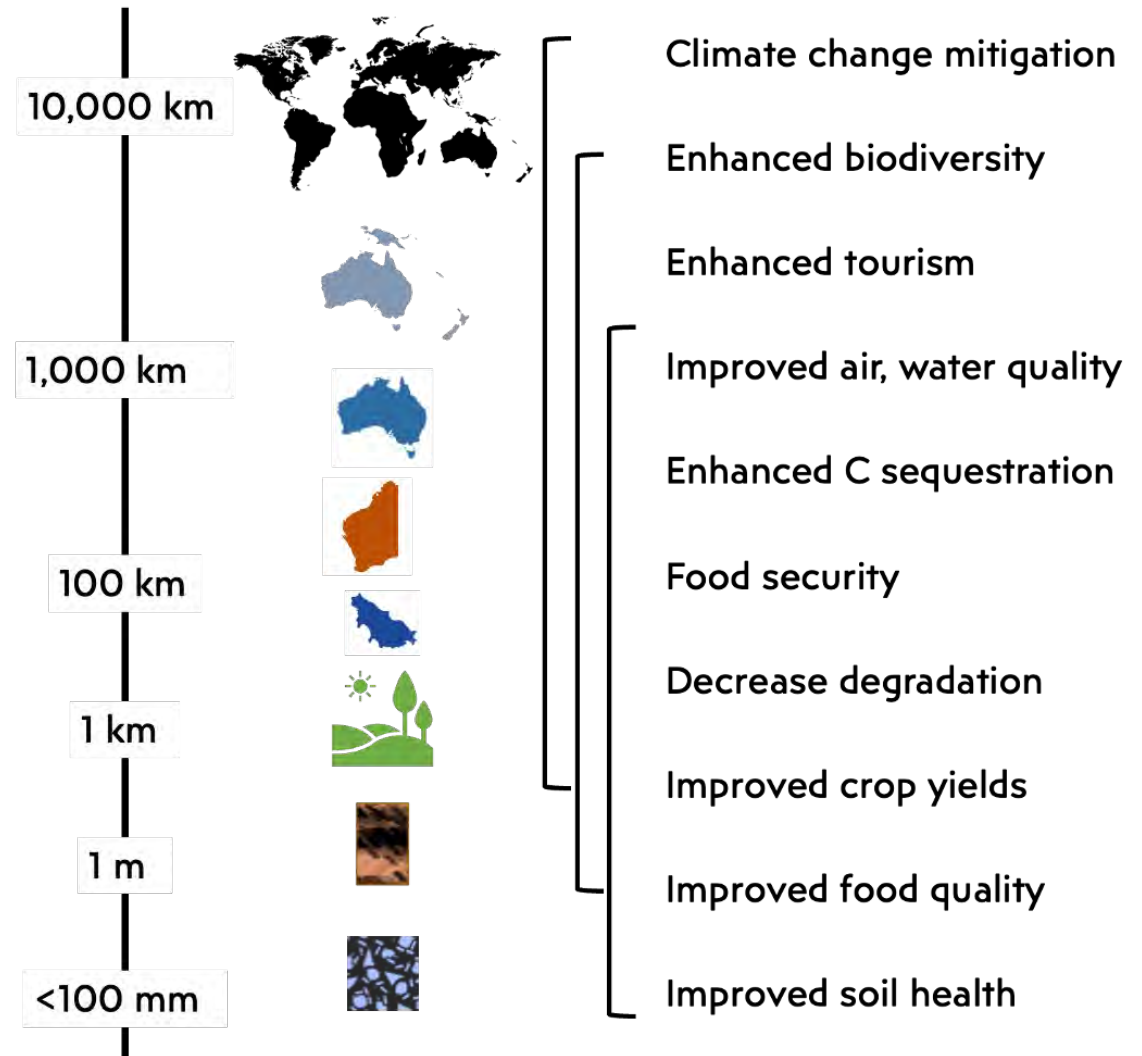 10,000 km
1,000 km
100 km
1 km
1 m
<100 mm
Climate change mitigation
Enhanced biodiversity
Enhanced tourism
Improved air, water quality
Enhanced C sequestration
Food security
Decrease degradation
Improved crop yields
Improved food quality
Improved soil health